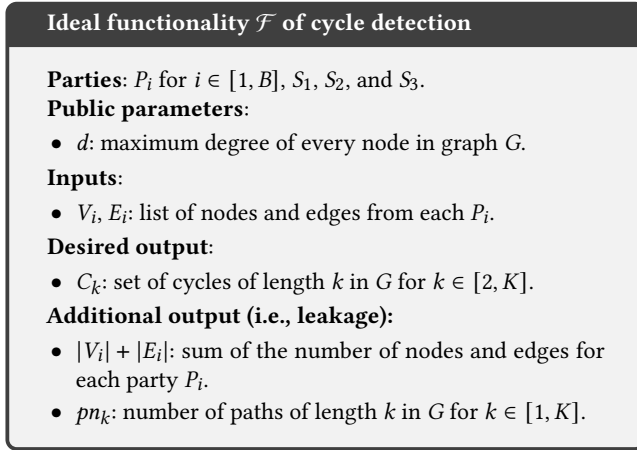 Ideal functionality ℱ of cycle detection
Parties: P_i for i ∈ [1, B], S_1, S_2, and S_3.
Public parameters:
• d: maximum degree of every node in graph G.
Inputs:
• V_i, E_i: list of nodes and edges from each P_i.
Desired output:
• C_k: set of cycles of length k in G for k ∈ [2, K].
Additional output (i.e., leakage):
• |V_i| + |E_i|: sum of the number of nodes and edges for
each party P_i.
• pn_k: number of paths of length k in G for k ∈ [1, K].